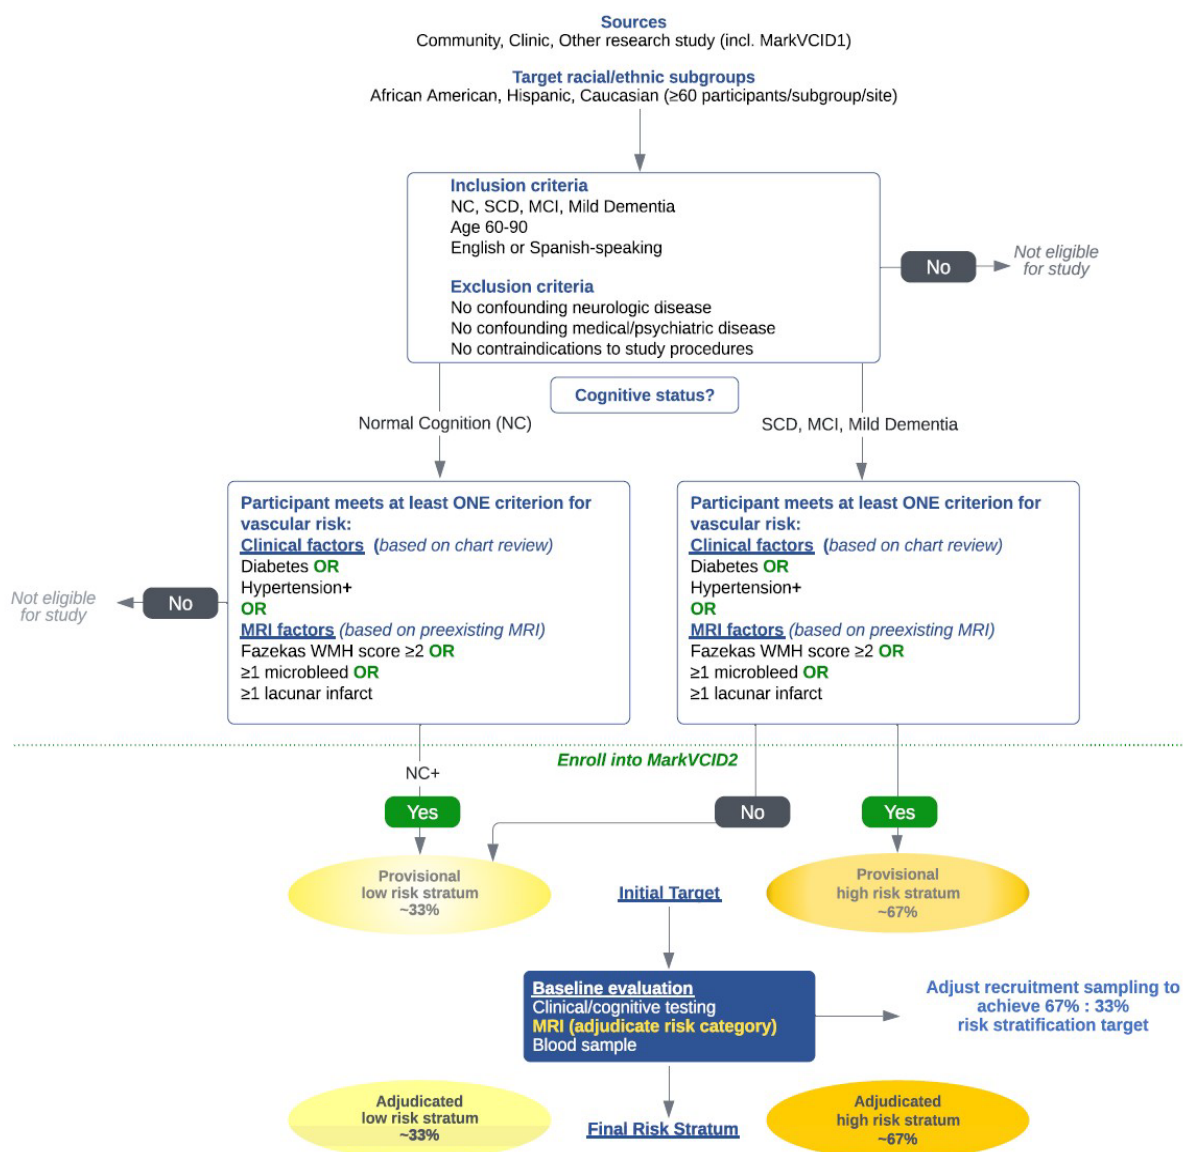 Sources
Community, Clinic, Other research study (incl. MarkVCID1)
Target racial/ethnic subgroups
African American, Hispanic, Caucasian (≥60 participants/subgroup/site)
Inclusion criteria
NC, SCD, MCI, Mild Dementia
Age 60-90
English or Spanish-speaking
Exclusion criteria
No confounding neurologic disease
No confounding medical/psychiatric disease
No contraindications to study procedures
No
Not eligible
for study
Cognitive status?
Normal Cognition (NC)
SCD, MCI, Mild Dementia
Participant meets at least ONE criterion for
vascular risk:
Clinical factors (based on chart review)
Diabetes OR
Hypertension+
OR
MRI factors (based on preexisting MRI)
Fazekas WMH score ≥2 OR
≥1 microbleed OR
≥1 lacunar infarct
No
Not eligible
for study
Participant meets at least ONE criterion for
vascular risk:
Clinical factors (based on chart review)
Diabetes OR
Hypertension+
OR
MRI factors (based on preexisting MRI)
Fazekas WMH score ≥2 OR
≥1 microbleed OR
≥1 lacunar infarct
Enroll into MarkVCID2
NC+
Yes
No
Yes
Provisional
low risk stratum
~33%
Initial Target
Provisional
high risk stratum
~67%
Baseline evaluation
Clinical/cognitive testing
MRI (adjudicate risk category)
Blood sample
Adjust recruitment sampling to
achieve 67% : 33%
risk stratification target
Adjudicated
low risk stratum
~33%
Final Risk Stratum
Adjudicated
high risk stratum
~67%